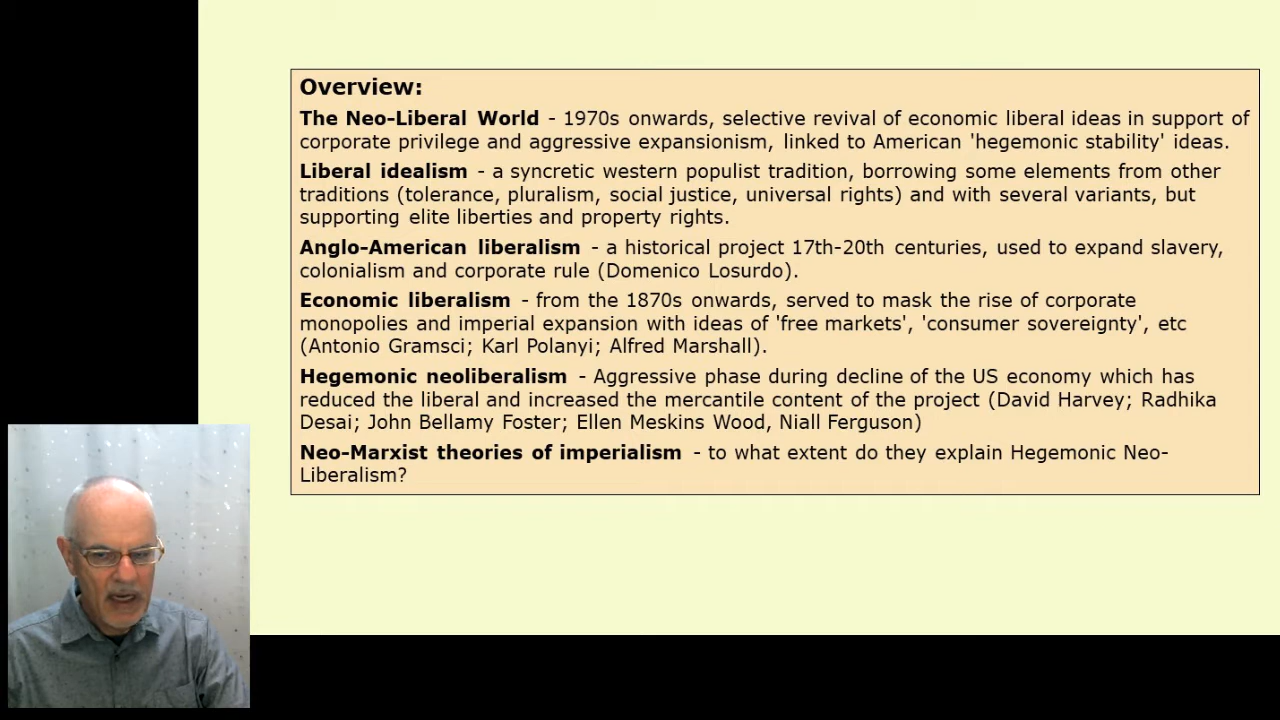 Overview:
The Neo-Liberal World - 1970s onwards, selective revival of economic liberal ideas in support of
corporate privilege and aggressive expansionism, linked to American 'hegemonic stability' ideas.
Liberal idealism - a syncretic western populist tradition, borrowing some elements from other
traditions (tolerance, pluralism, social justice, universal rights) and with several variants, but
supporting elite liberties and property rights.
Anglo-American liberalism - a historical project 17th-20th centuries, used to expand slavery,
colonialism and corporate rule (Domenico Losurdo).
Economic liberalism - from the 1870s onwards, served to mask the rise of corporate
monopolies and imperial expansion with ideas of 'free markets', 'consumer sovereignty', etc
(Antonio Gramsci; Karl Polanyi; Alfred Marshall).
Hegemonic neoliberalism - Aggressive phase during decline of the US economy which has
reduced the liberal and increased the mercantile content of the project (David Harvey; Radhika
Desai; John Bellamy Foster; Ellen Meskins Wood, Niall Ferguson)
Neo-Marxist theories of imperialism - to what extent do they explain Hegemonic Neo-
Liberalism?